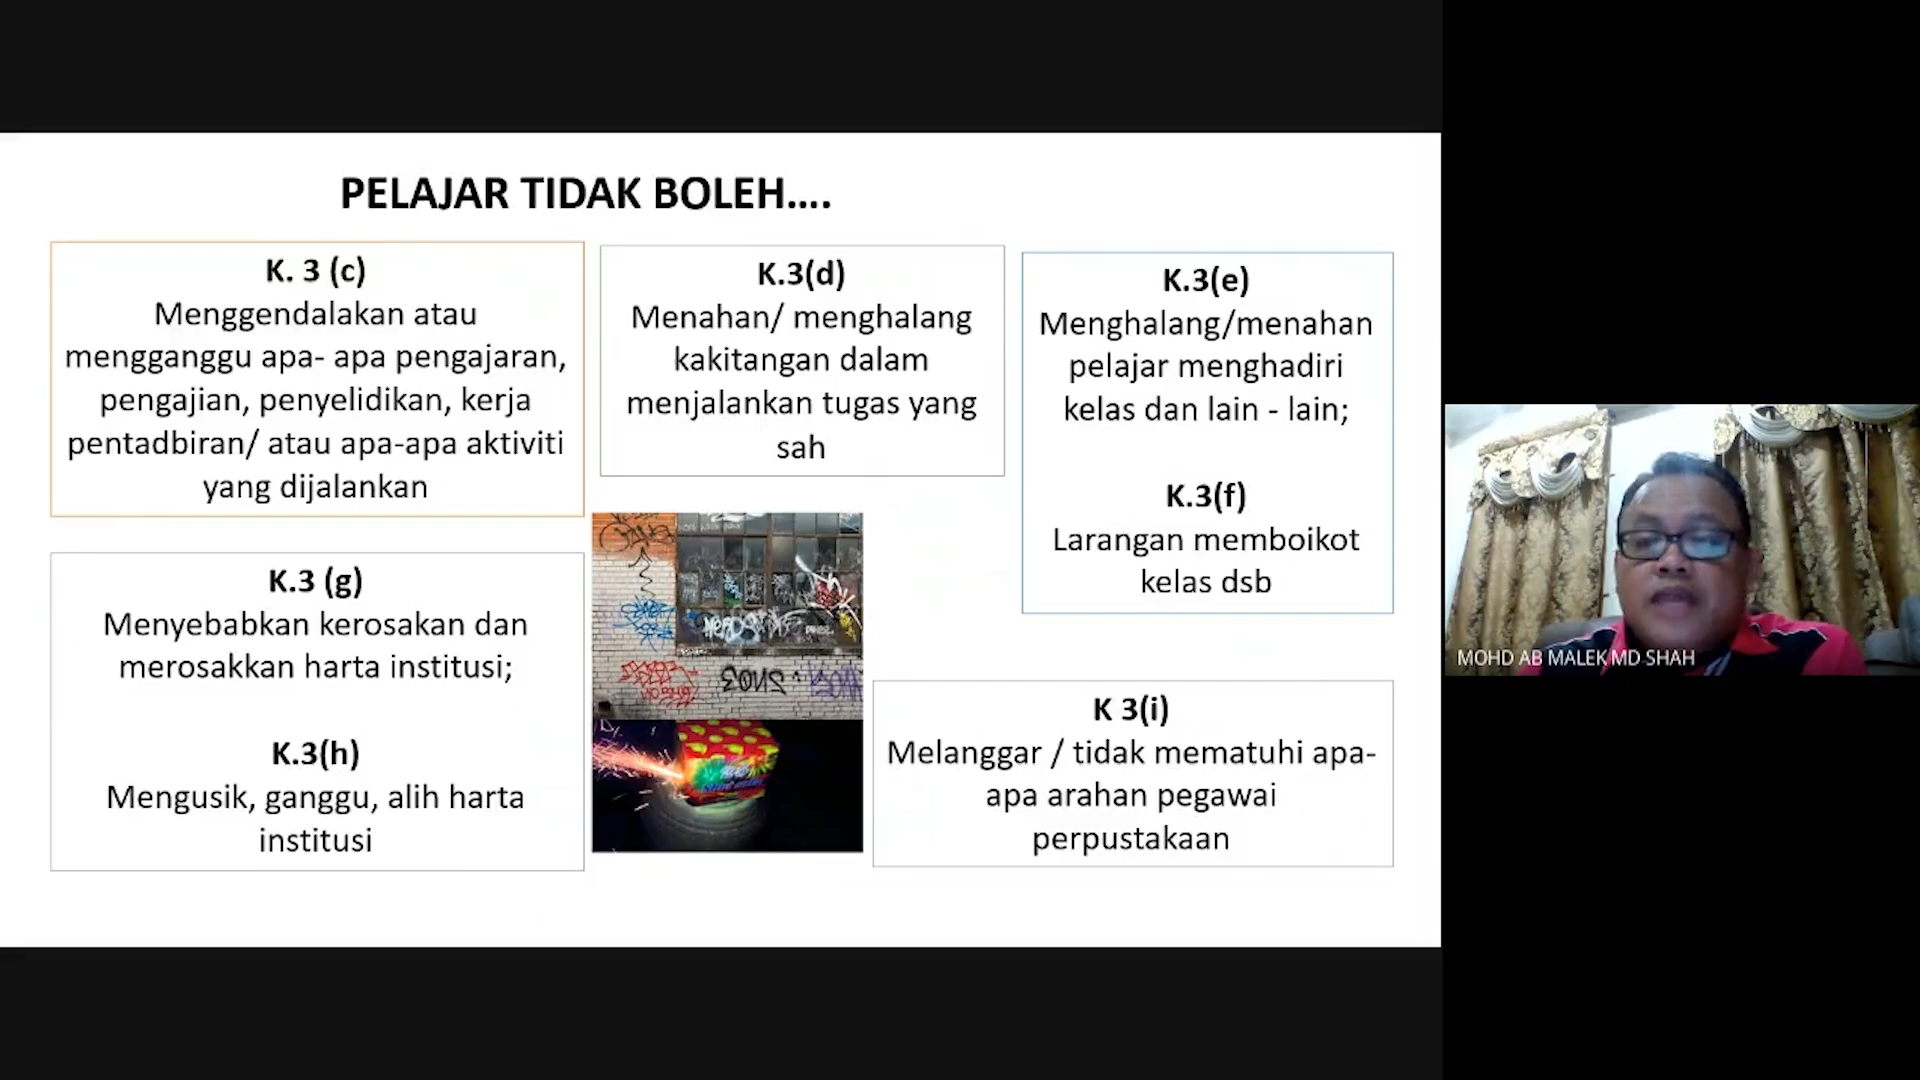 PELAJAR TIDAK BOLEH....
K. 3 (c)
Menggendalakan atau
mengganggu apa- apa pengajaran,
pengajian, penyelidikan, kerja
pentadbiran/ atau apa-apa aktiviti
yang dijalankan
K.3(d)
Menahan/ menghalang
kakitangan dalam
menjalankan tugas yang
sah
K.3(e)
Menghalang/menahan
pelajar menghadiri
kelas dan lain - lain;
K.3(f)
Larangan memboikot
kelas dsb
K.3 (g)
Menyebabkan kerosakan dan
merosakkan harta institusi;
K.3(h)
Mengusik, ganggu, alih harta
institusi
K 3(i)
Melanggar / tidak mematuhi apa-
apa arahan pegawai
perpustakaan
MOHD AB MALEK MD SHAH